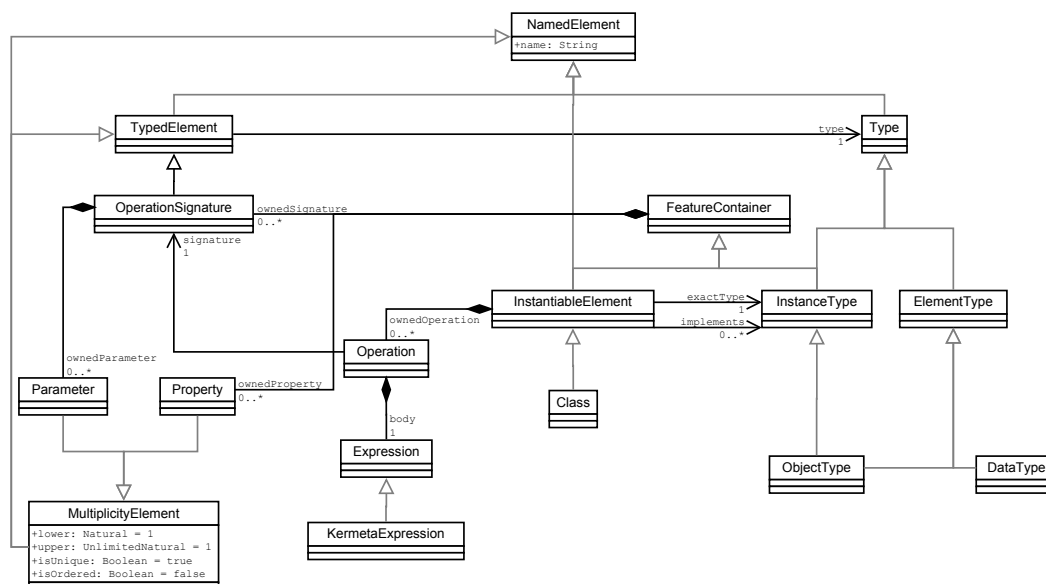 NamedElement
+name: String
TypedElement
type
1
Type
OperationSignature
ownedSignature
0..*
FeatureContainer
signature
1
InstantiableElement
exactType
1
implements
0..*
InstanceType
ElementType
ownedOperation
0..*
Operation
ownedParameter
0..*
Parameter
Property
ownedProperty
0..*
Class
body
1
Expression
ObjectType
DataType
MultiplicityElement
+lower: Natural = 1
+upper: UnlimitedNatural = 1
+isUnique: Boolean = true
+isOrdered: Boolean = false
KermetaExpression